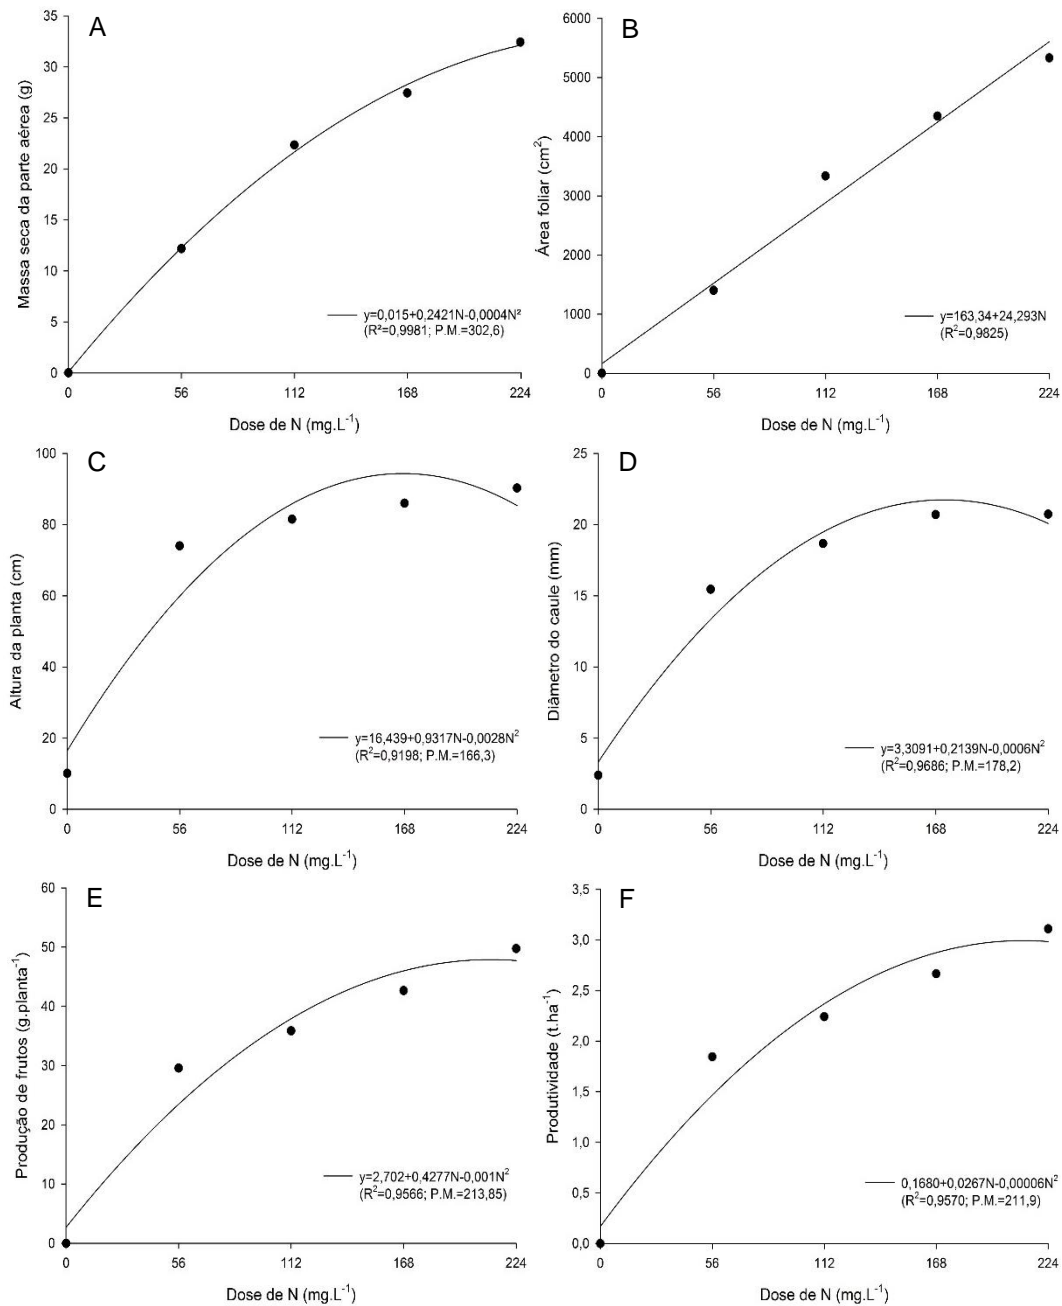 A
35
30
25
20
15
10
5
0
Massa seca da parte aérea (g)
y=0,015+0,2421N-0,0004N²
(R²=0,9981; P.M.=302,6)
0 56 112 168 224
Dose de N (mg.L⁻¹)
B
6000
5000
4000
3000
2000
1000
0
Área foliar (cm²)
y=163,34+24,293N
(R²=0,9825)
0 56 112 168 224
Dose de N (mg.L⁻¹)
C
100
80
60
40
20
0
Altura da planta (cm)
y=16,439+0,9317N-0,0028N²
(R²=0,9198; P.M.=166,3)
0 56 112 168 224
Dose de N (mg.L⁻¹)
D
25
20
15
10
5
0
Diâmetro do caule (mm)
y=3,3091+0,2139N-0,0006N²
(R²=0,9686; P.M.=178,2)
0 56 112 168 224
Dose de N (mg.L⁻¹)
E
60
50
40
30
20
10
0
Produção de frutos (g.planta⁻¹)
y=2,702+0,4277N-0,001N²
(R²=0,9566; P.M.=213,85)
0 56 112 168 224
Dose de N (mg.L⁻¹)
F
3,5
3,0
2,5
2,0
1,5
1,0
0,5
0,0
Produtividade (t.ha⁻¹)
0,1680+0,0267N-0,00006N²
(R²=0,9570; P.M.=211,9)
0 56 112 168 224
Dose de N (mg.L⁻¹)